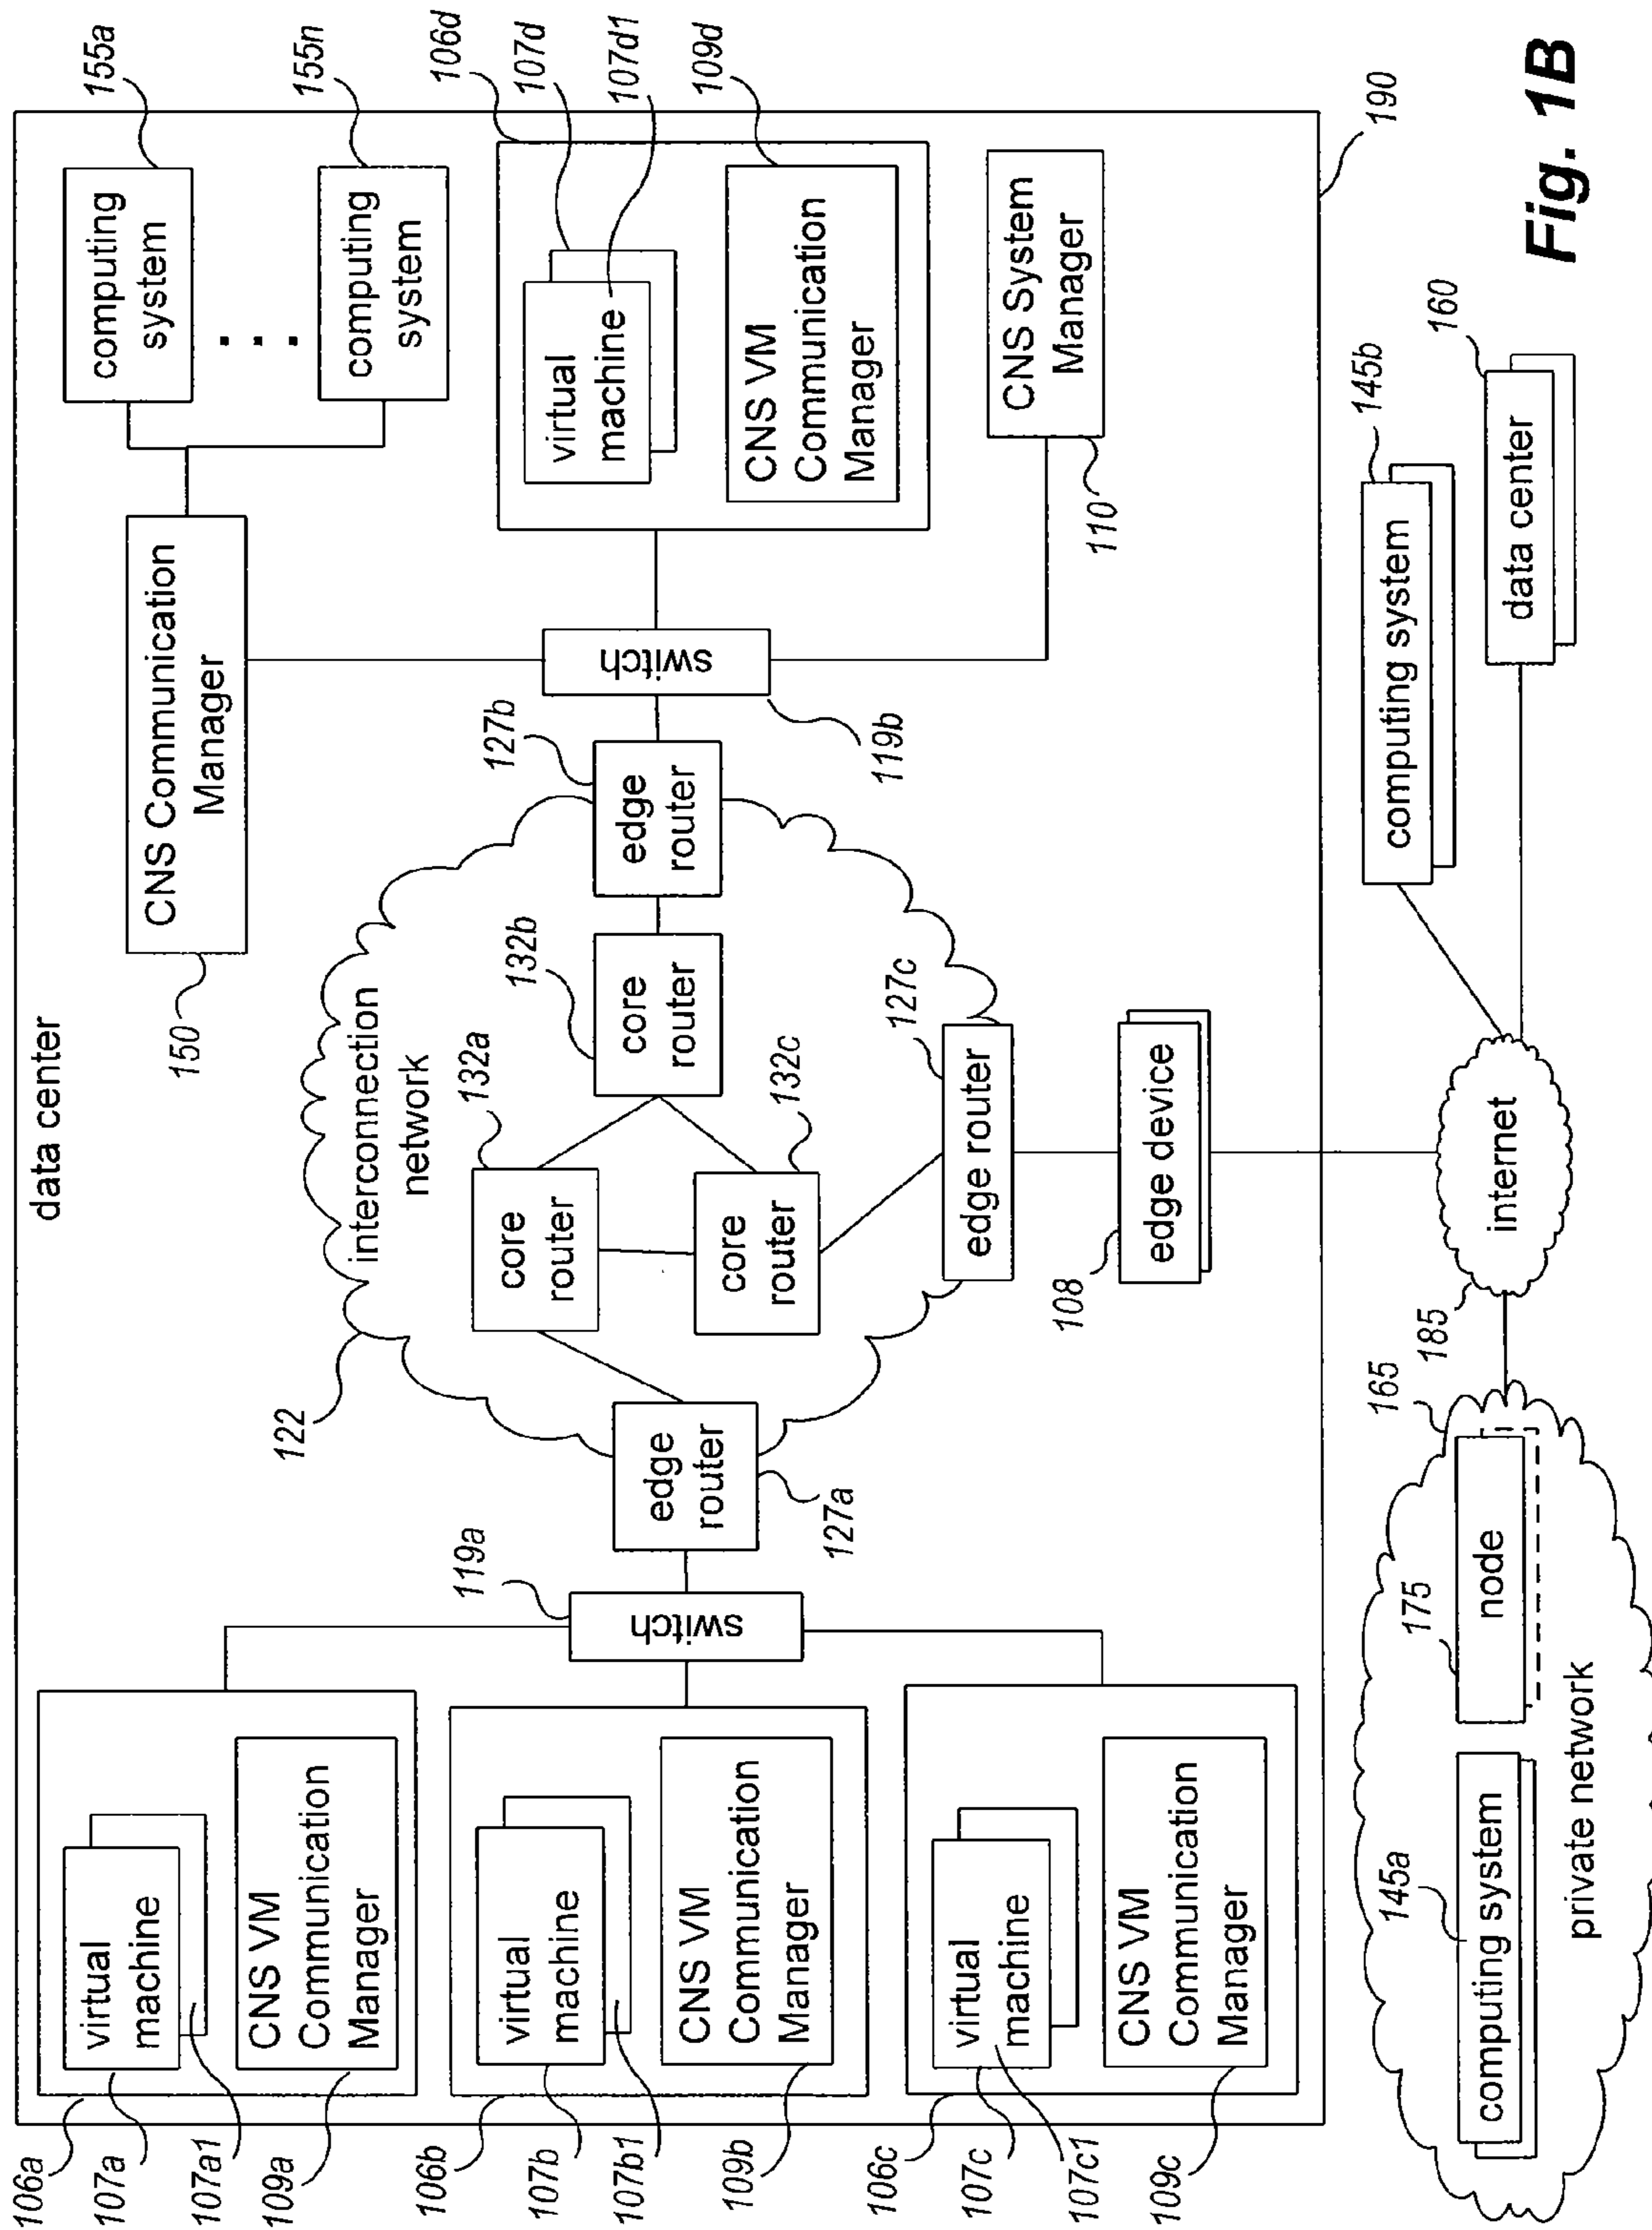 data center
106a
107a
107a1
109a
virtual
machine
CNS VM
Communication
Manager
106b
107b
107b1
109b
virtual
machine
CNS VM
Communication
Manager
106c
107c
107c1
109c
virtual
machine
CNS VM
Communication
Manager
119a
switch
122
interconnection
network
edge
router
127a
132a
core
router
132b
core
router
132c
core
router
127b
edge
router
127c
edge router
108
edge device
150
CNS Communication
Manager
119b
switch
computing
system
155a
. . .
computing
system
155n
106d
107d
107d1
109d
virtual
machine
CNS VM
Communication
Manager
CNS System
Manager
110
190
145a
computing system
175
node
165
private network
185
internet
computing system
145b
data center
160
Fig. 1B